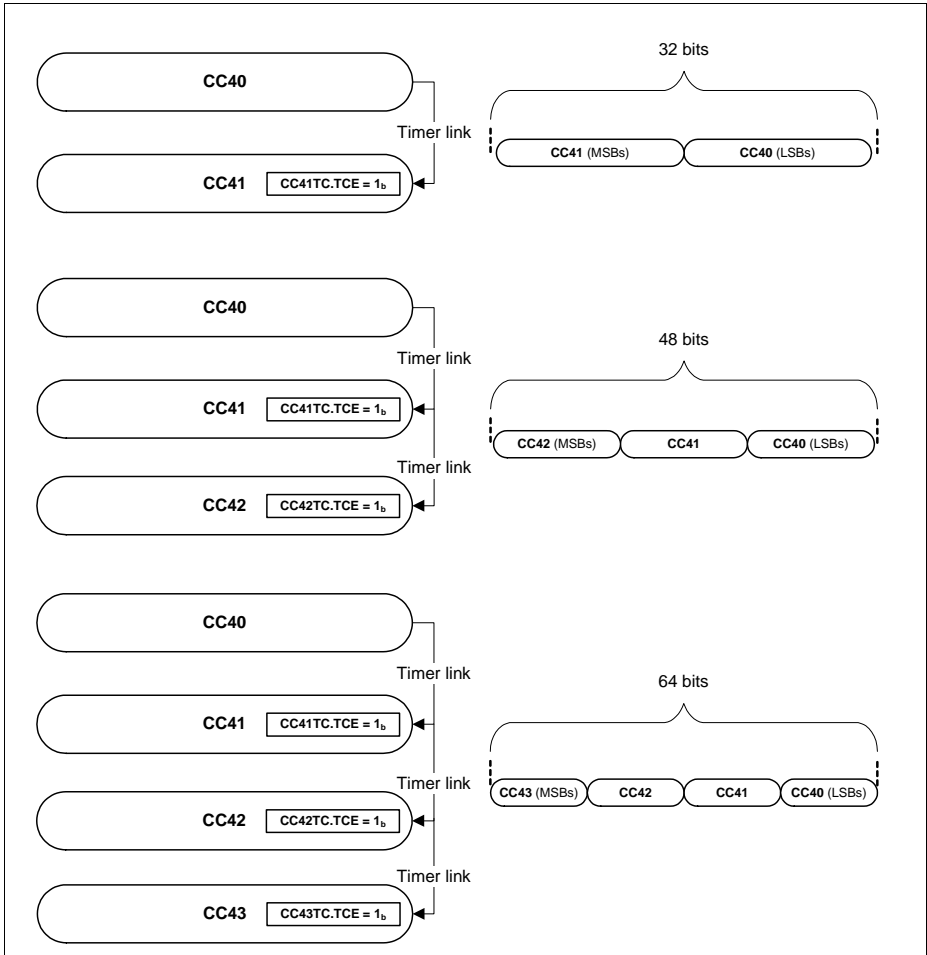 CC40
Timer link
CC41
CC41TC.TCE = 1b
32 bits
CC41 (MSBs)
CC40 (LSBs)
CC40
Timer link
CC41
CC41TC.TCE = 1b
Timer link
CC42
CC42TC.TCE = 1b
48 bits
CC42 (MSBs)
CC41
CC40 (LSBs)
CC40
Timer link
CC41
CC41TC.TCE = 1b
Timer link
CC42
CC42TC.TCE = 1b
Timer link
CC43
CC43TC.TCE = 1b
64 bits
CC43 (MSBs)
CC42
CC41
CC40 (LSBs)